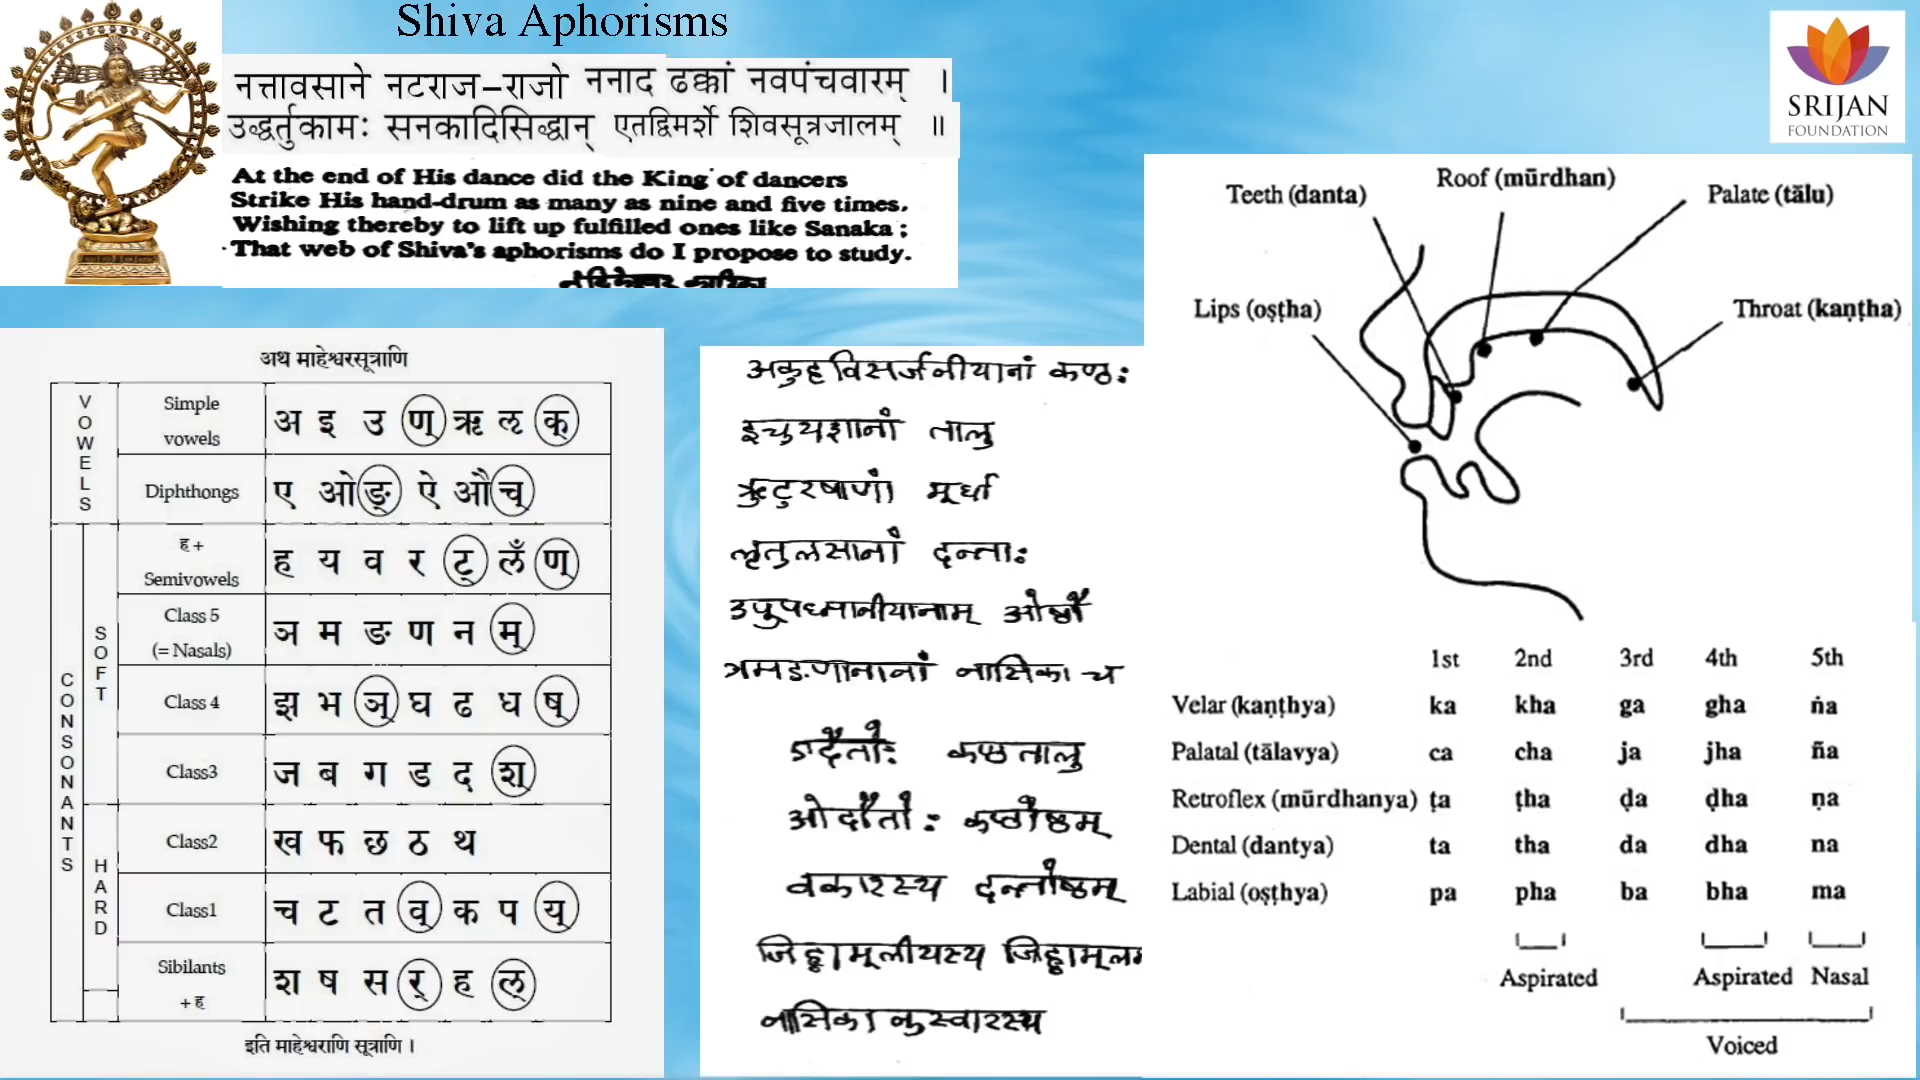 Shiva Aphorisms
SRIJAN
FOUNDATION
नत्तावसाने नटराज-राजो ननाद ढक्कां नवपंचवारम् ।
उद्धर्तुकामः सनकादिसिद्धान् एतद्विमर्शे शिवसूत्रजालम् ॥
At the end of His dance did the King of dancers
Strike His hand-drum as many as nine and five times.
Wishing thereby to lift up fulfilled ones like Sanaka ;
That web of Shiva's aphorisms do I propose to study.
अथ माहेश्वरसूत्राणि
VOWELS
Simple vowels अ इ उ ण् ऋ ऌ क्
Diphthongs ए ओ ङ् ऐ औ च्
CONSONANTS
SOFT
ह + Semivowels ह य व र ट् लँ ण्
Class 5 (= Nasals) ञ म ङ ण न म्
Class 4 झ भ ञ् घ ढ ध ष्
Class3 ज ब ग ड द श्
HARD
Class2 ख फ छ ठ थ
Class1 च ट त व् क प य्
Sibilants + ह श ष स र् ह ल्
इति माहेश्वराणि सूत्राणि ।
अकुहविसर्जनीयानां कण्ठः
इचुयशानां तालु
ऋटुरषाणां मूर्धा
लृतुलसानां दन्ताः
उपूपध्मानीयानाम् ओष्ठौ
ञमङणनानां नासिका च
एदैतोः कण्ठतालु
ओदौतोः कण्ठोष्ठम्
वकारस्य दन्तोष्ठम्
जिह्वामूलीयस्य
Teeth (danta)
Roof (mūrdhan)
Palate (tālu)
Lips (oṣṭha)
Throat (kaṇṭha)
1st 2nd 3rd 4th 5th
Velar (kaṇṭhya) ka kha ga gha ṅa
Palatal (tālavya) ca cha ja jha ña
Retroflex (mūrdhanya) ṭa ṭha ḍa ḍha ṇa
Dental (dantya) ta tha da dha na
Labial (oṣṭhya) pa pha ba bha ma
Aspirated Aspirated Nasal
Voiced